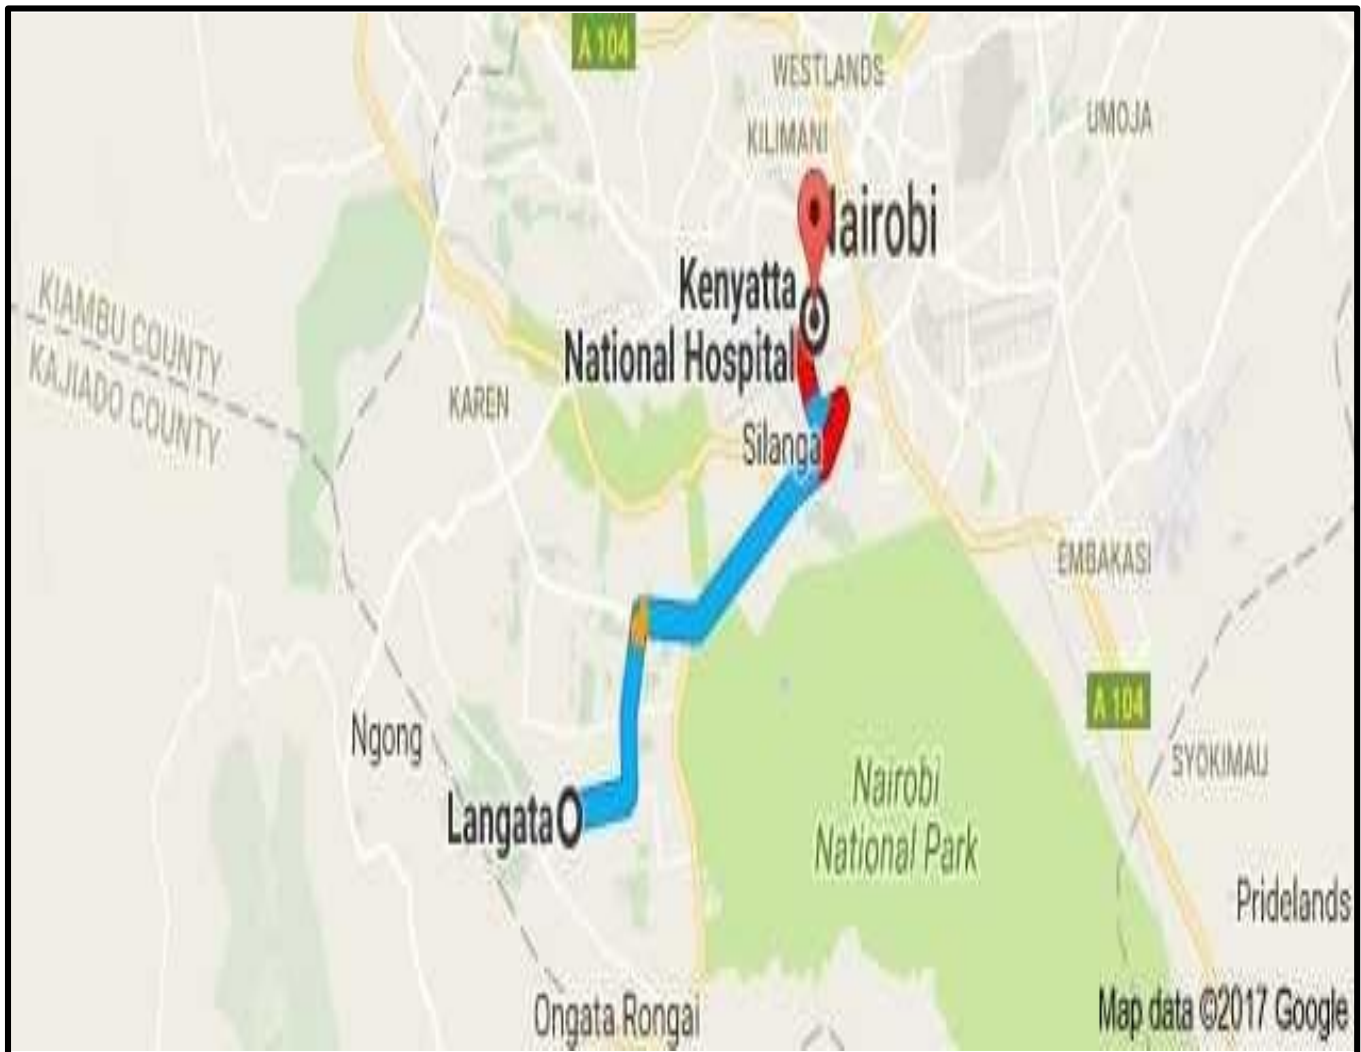 A 104
WESTLANDS
UMOJA
KILIMANI
Nairobi
Kenyatta
National Hospital
KIAMBU COUNTY
KAJIADO COUNTY
KAREN
Silanga
EMBAKASI
A 104
Ngong
SYOKIMAU
Nairobi
National Park
Langata
Pridelands
Ongata Rongai
Map data ©2017 Google